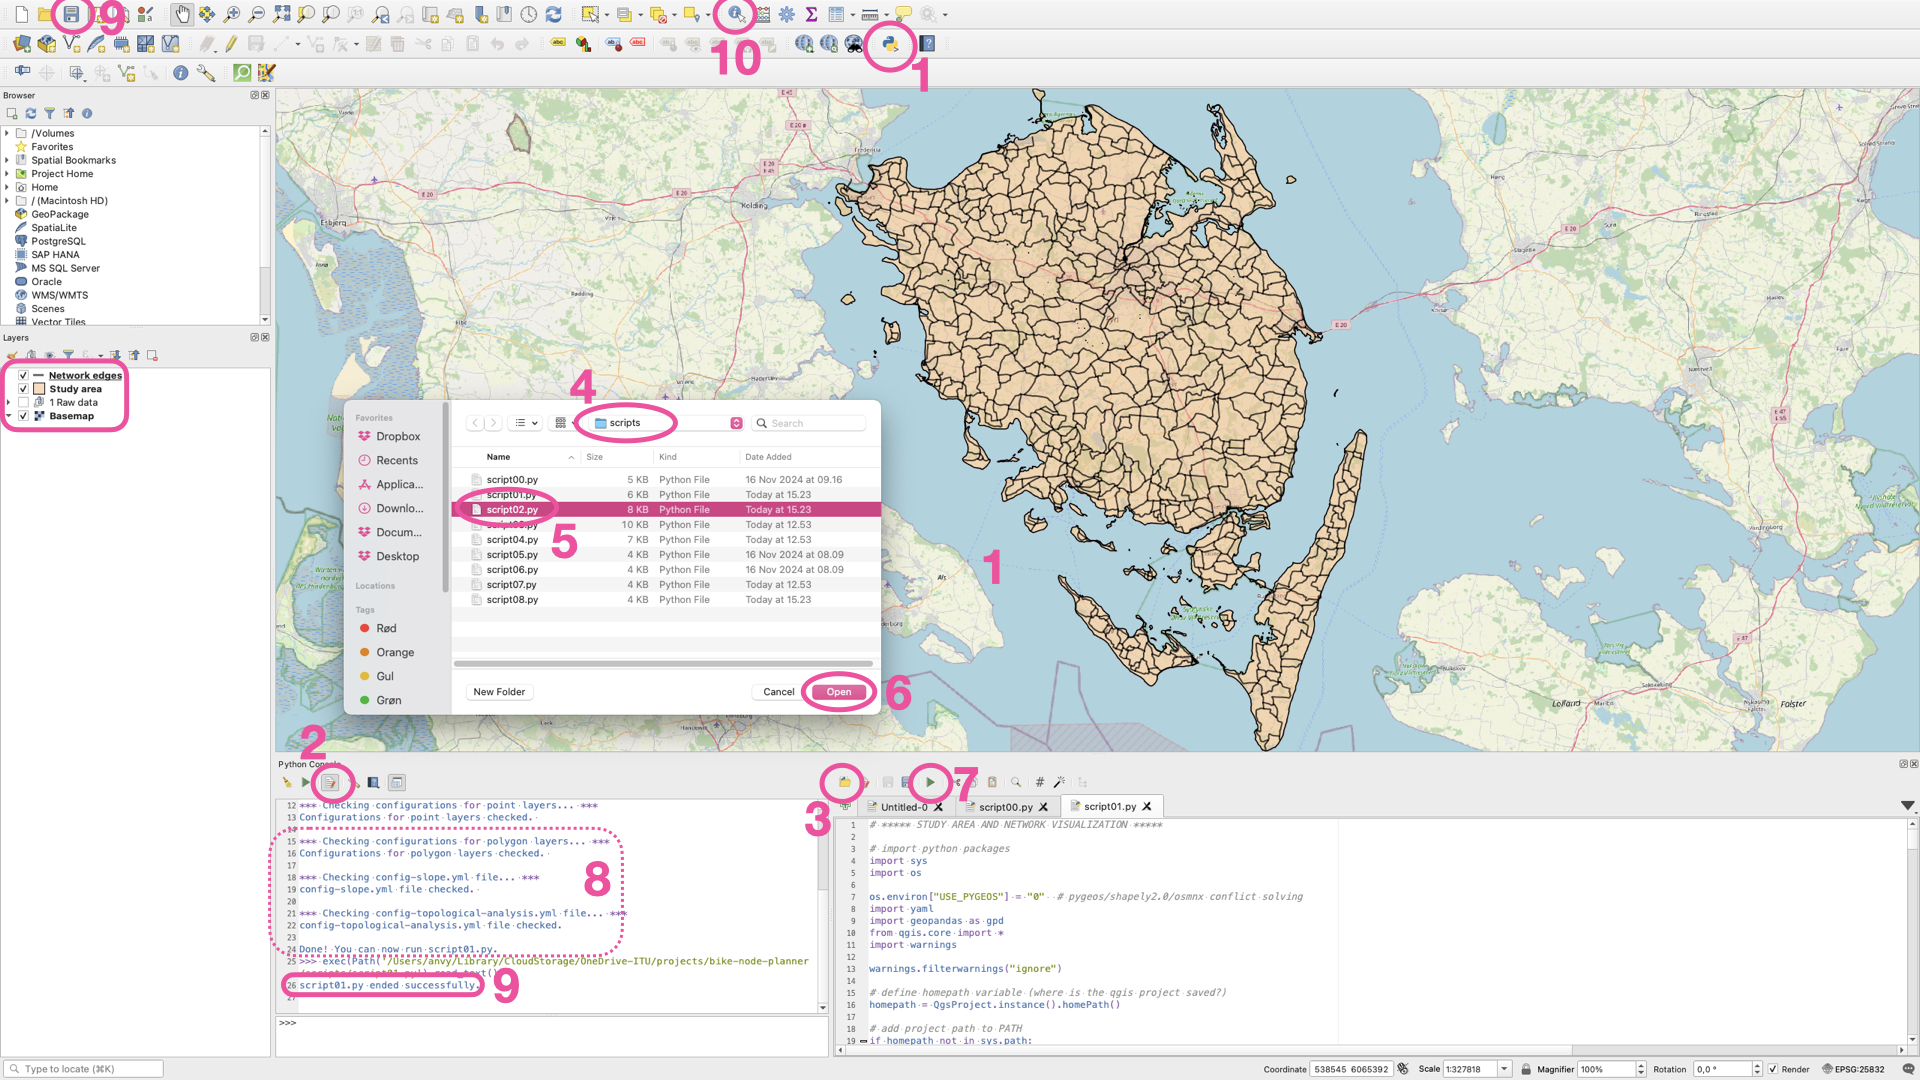 9
10
1
Browser
/Volumes
Favorites
Spatial Bookmarks
Project Home
Home
/ (Macintosh HD)
GeoPackage
SpatiaLite
PostgreSQL
SAP HANA
MS SQL Server
Oracle
WMS/WMTS
Scenes
Vector Tiles
Layers
Network edges
Study area
1 Raw data
Basemap
Fredericia
Kolding
Esbjerg
Rødding
Ribe
Als
E 20
E 20
E 20
E 20
E 47
Lolland
Falster
1
4
Favorites
Dropbox
Recents
Applica...
Downlo...
Docum...
Desktop
Locations
Tags
Rød
Orange
Gul
Grøn
scripts
Search
Name Size Kind Date Added
script00.py 5 KB Python File 16 Nov 2024 at 09.16
script01.py 6 KB Python File Today at 15.23
script02.py 8 KB Python File Today at 15.23
script03.py 10 KB Python File Today at 12.53
script04.py 7 KB Python File Today at 12.53
script05.py 4 KB Python File 16 Nov 2024 at 08.09
script06.py 4 KB Python File 16 Nov 2024 at 08.09
script07.py 4 KB Python File Today at 12.53
script08.py 4 KB Python File Today at 15.23
5
New Folder Cancel Open
6
2
Python Console
12 *** Checking configurations for point layers... ***
13 Configurations for point layers checked.
14
15 *** Checking configurations for polygon layers... ***
16 Configurations for polygon layers checked.
17
18 *** Checking config-slope.yml file... ***
19 config-slope.yml file checked.
20
21 *** Checking config-topological-analysis.yml file... ***
22 config-topological-analysis.yml file checked.
23
24 Done! You can now run script01.py.
25 >>> exec(Path('/Users/anvy/Library/CloudStorage/OneDrive-ITU/projects/bike-node-planner
/scripts/script01.py').read_text())
26 script01.py ended successfully.
27
8
9
>>>
3
7
Untitled-0 script00.py script01.py
1 # ***** STUDY AREA AND NETWORK VISUALIZATION *****
2
3 # import python packages
4 import sys
5 import os
6
7 os.environ["USE_PYGEOS"] = "0" # pygeos/shapely2.0/osmnx conflict solving
8 import yaml
9 import geopandas as gpd
10 from qgis.core import *
11 import warnings
12
13 warnings.filterwarnings("ignore")
14
15 # define homepath variable (where is the qgis project saved?)
16 homepath = QgsProject.instance().homePath()
17
18 # add project path to PATH
19 if homepath not in sys.path:
Type to locate (⌘K)
Coordinate 538545 6065392 Scale 1:327818 Magnifier 100% Rotation 0,0 ° Render EPSG:25832